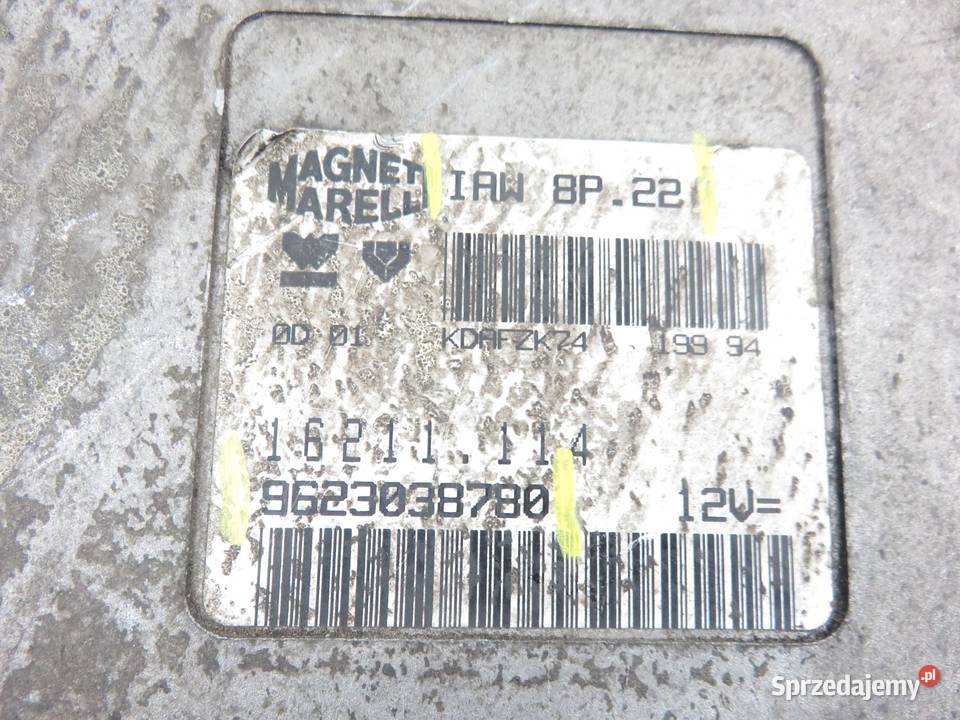 MAGNETI
MARELLI
IAW 8P.22
0D 01 KDAFZK74 199 94
16211.114
9623038780 12V=
Sprzedajemy.pl